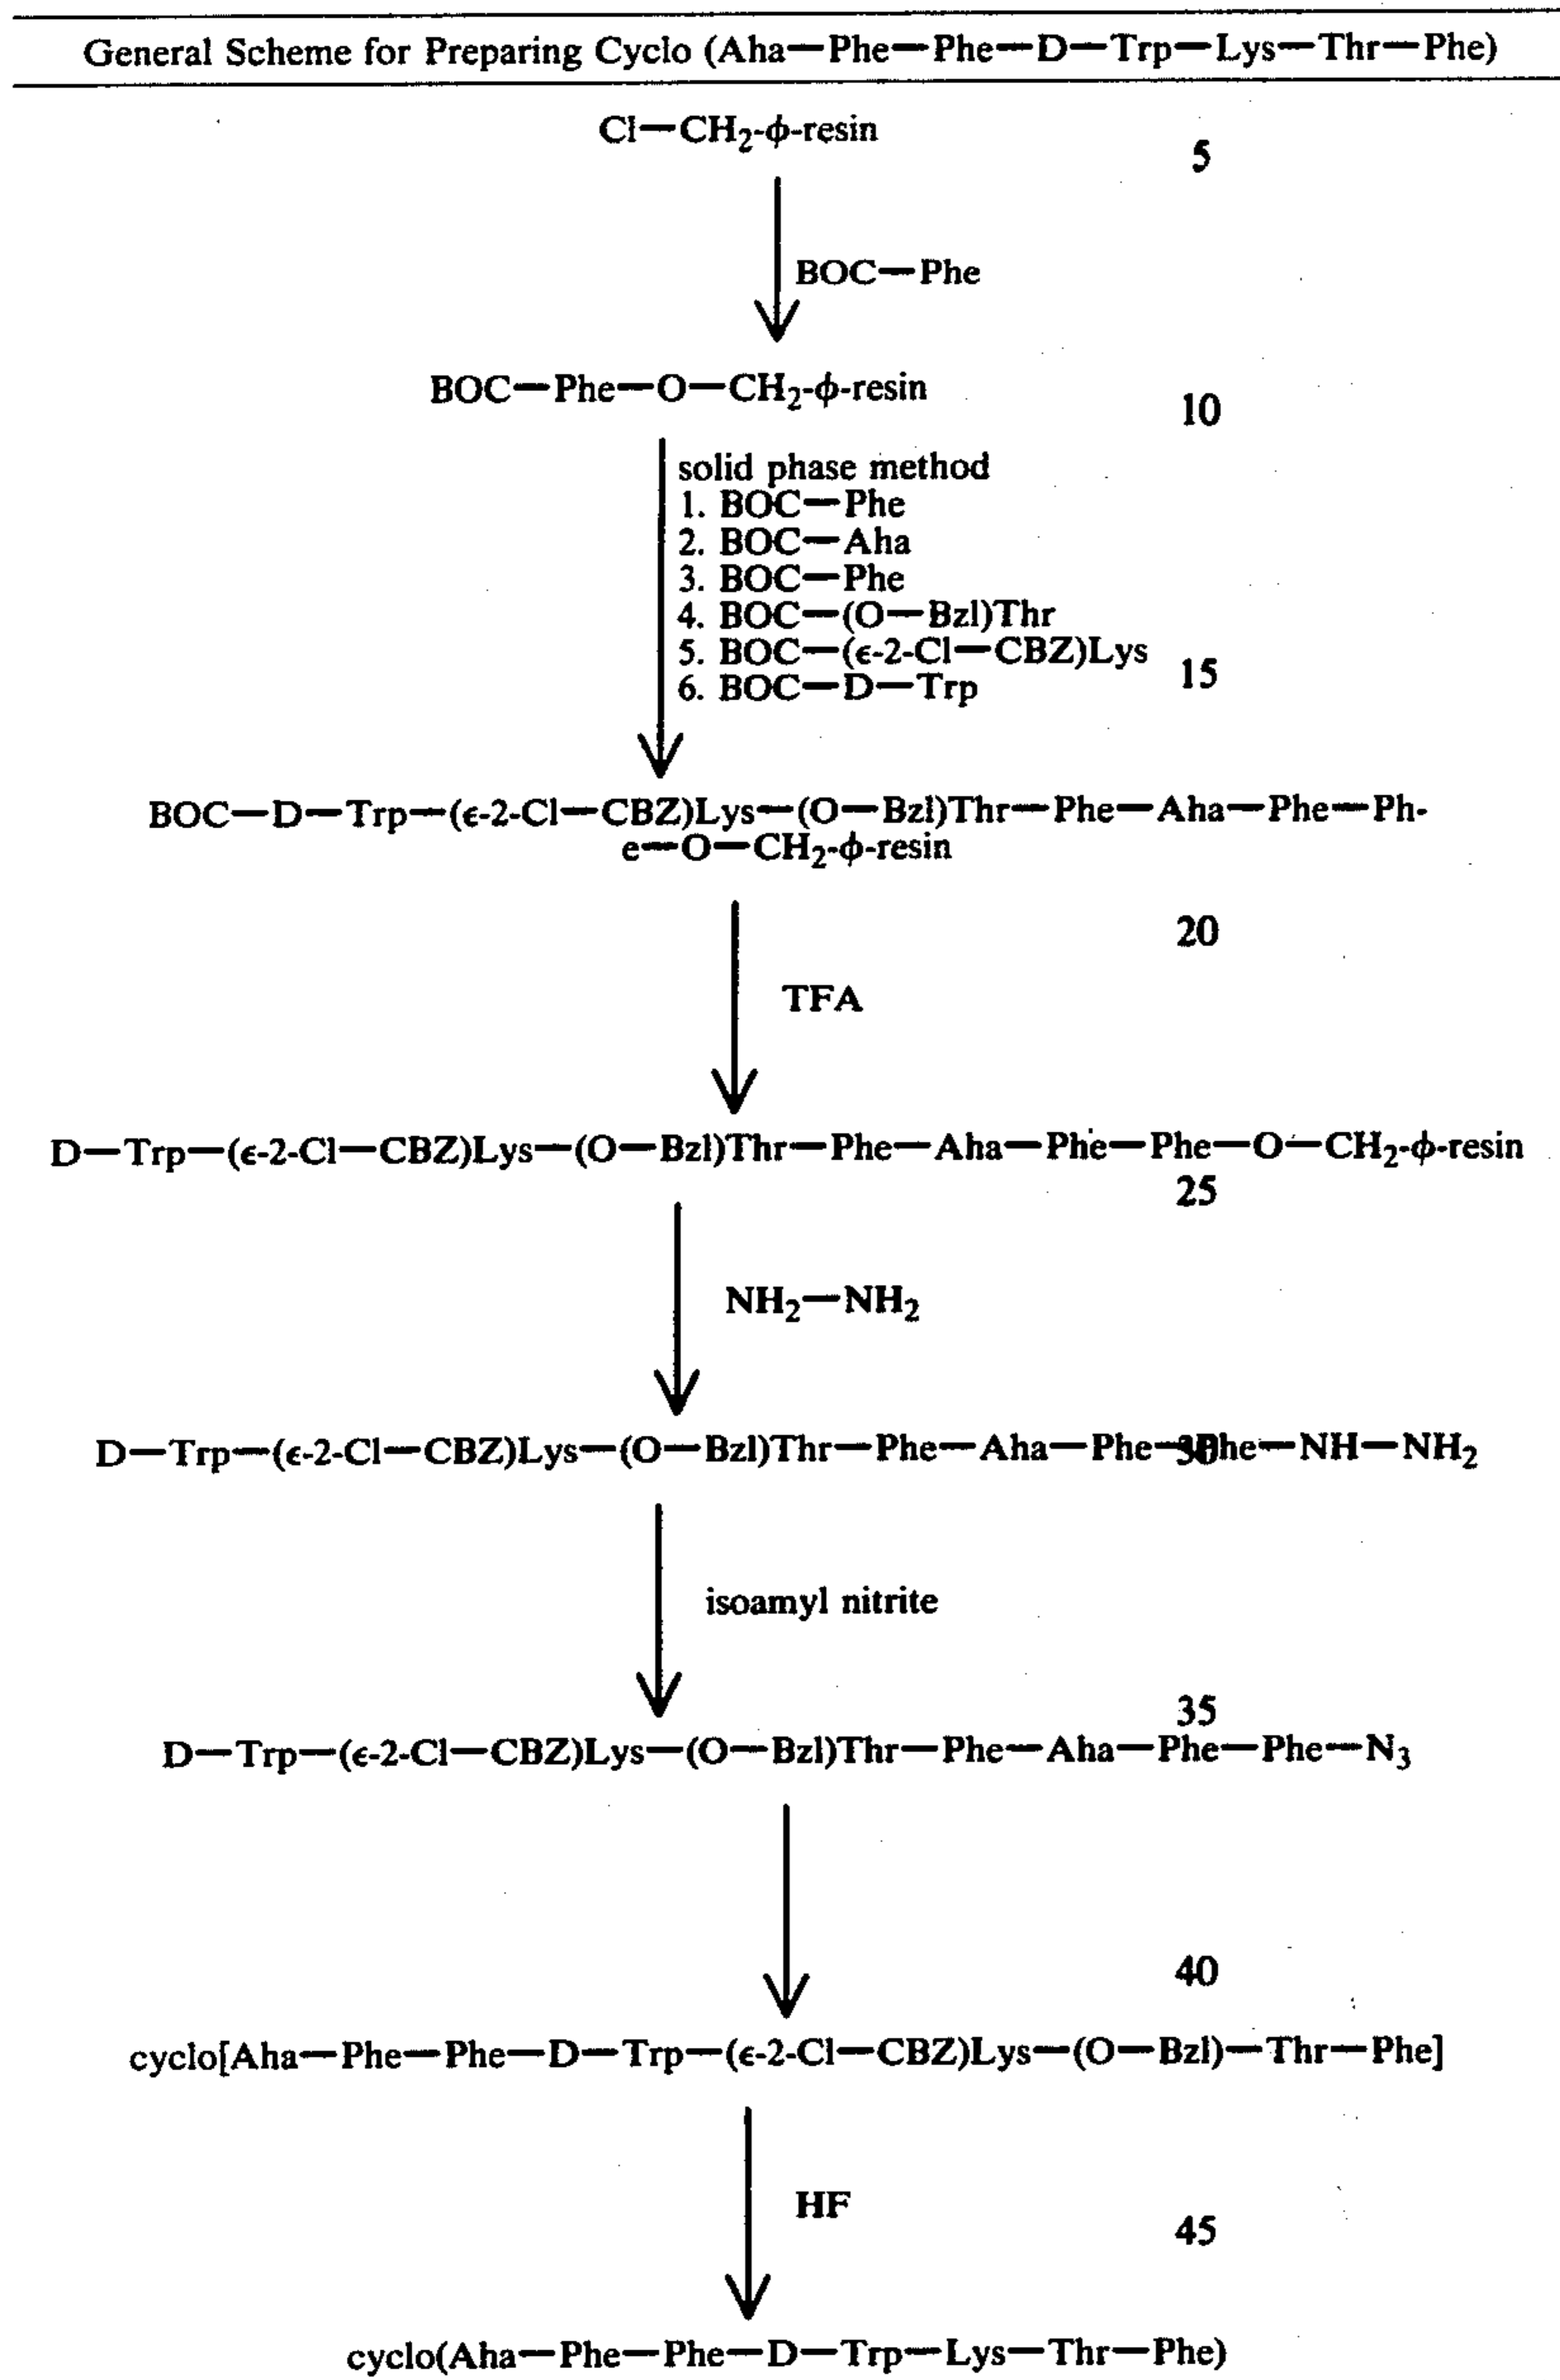 General Scheme for Preparing Cyclo (Aha—Phe—Phe—D—Trp—Lys—Thr—Phe)
Cl—CH₂-ϕ-resin
5
BOC—Phe
BOC—Phe—O—CH₂-ϕ-resin
10
solid phase method
1. BOC—Phe
2. BOC—Aha
3. BOC—Phe
4. BOC—(O—Bzl)Thr
5. BOC—(ϵ-2-Cl—CBZ)Lys
15
6. BOC—D—Trp
BOC—D—Trp—(ϵ-2-Cl—CBZ)Lys—(O—Bzl)Thr—Phe—Aha—Phe—Ph-
e—O—CH₂-ϕ-resin
20
TFA
D—Trp—(ϵ-2-Cl—CBZ)Lys—(O—Bzl)Thr—Phe—Aha—Phe—Phe—O—CH₂-ϕ-resin
25
NH₂—NH₂
D—Trp—(ϵ-2-Cl—CBZ)Lys—(O—Bzl)Thr—Phe—Aha—Phe—Phe—NH—NH₂
30
isoamyl nitrite
35
D—Trp—(ϵ-2-Cl—CBZ)Lys—(O—Bzl)Thr—Phe—Aha—Phe—Phe—N₃
40
cyclo[Aha—Phe—Phe—D—Trp—(ϵ-2-Cl—CBZ)Lys—(O—Bzl)—Thr—Phe]
HF
45
cyclo(Aha—Phe—Phe—D—Trp—Lys—Thr—Phe)